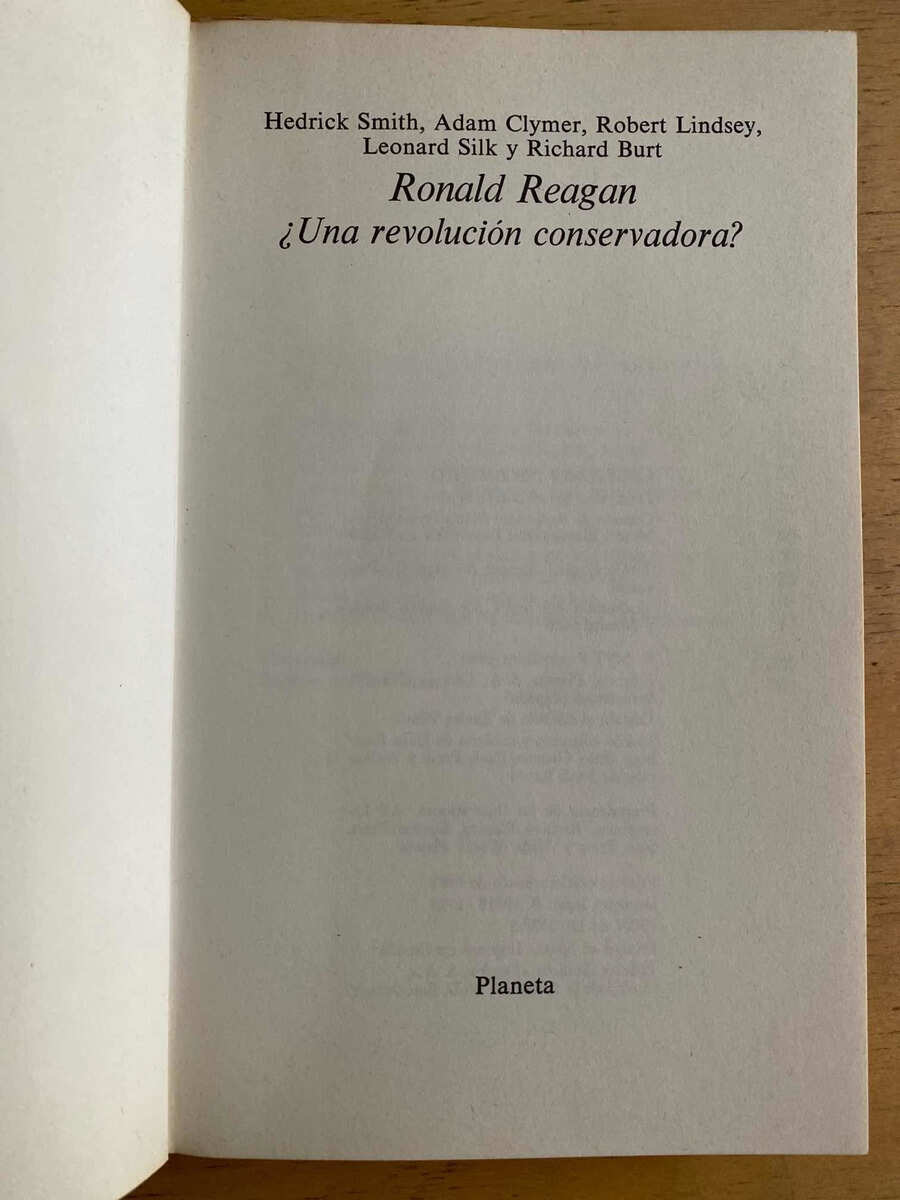 Hedrick Smith, Adam Clymer, Robert Lindsey,
Leonard Silk y Richard Burt
Ronald Reagan
¿Una revolución conservadora?
Planeta